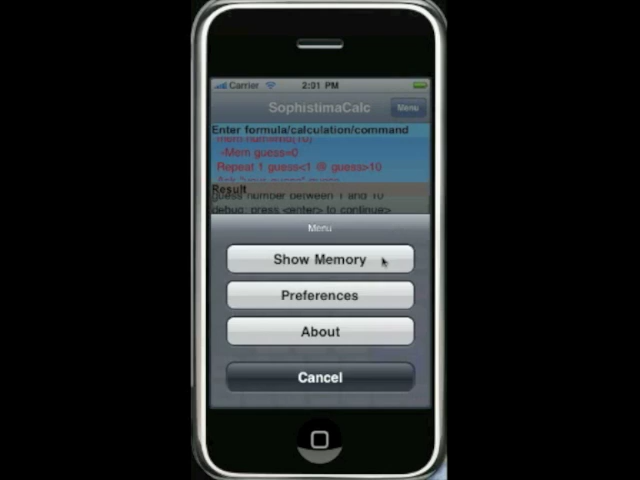 Carrier 2:01 PM
SophistimaCalc Menu
Enter formula/calculation/command
-Mem guess=0
Repeat 1 guess<1 @ guess>10
Result
guess number between 1 and 10
debug: press <enter> to continue>
Menu
Show Memory
Preferences
About
Cancel